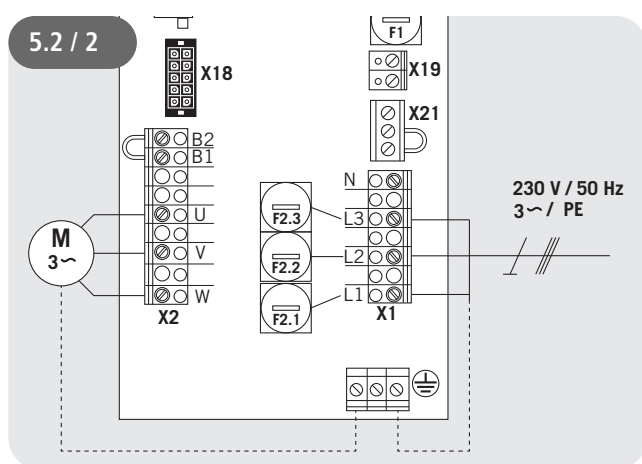 5.2 / 2
F1
X18
X19
X21
B2
B1
N
230 V / 50 Hz
3~ / PE
U
F2.3
L3
M
3~
V
F2.2
L2
W
F2.1
L1
X2
X1